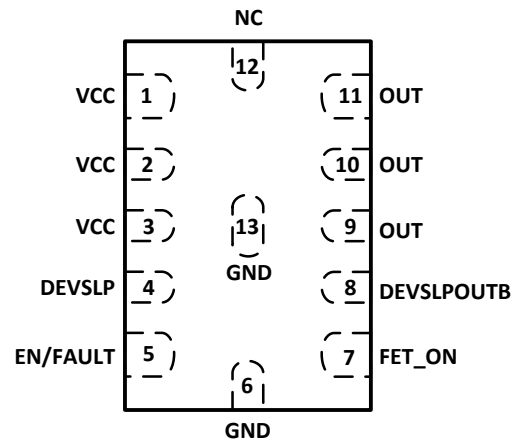 NC
12
VCC 1 11 OUT
VCC 2 10 OUT
VCC 3 13 9 OUT
GND
DEVSLP 4 8 DEVSLPOUTB
EN/FAULT 5 7 FET_ON
6
GND